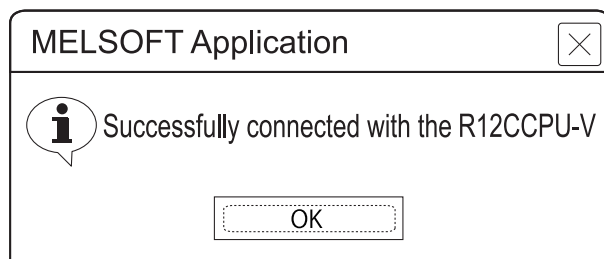 MELSOFT Application
Successfully connected with the R12CCPU-V
OK